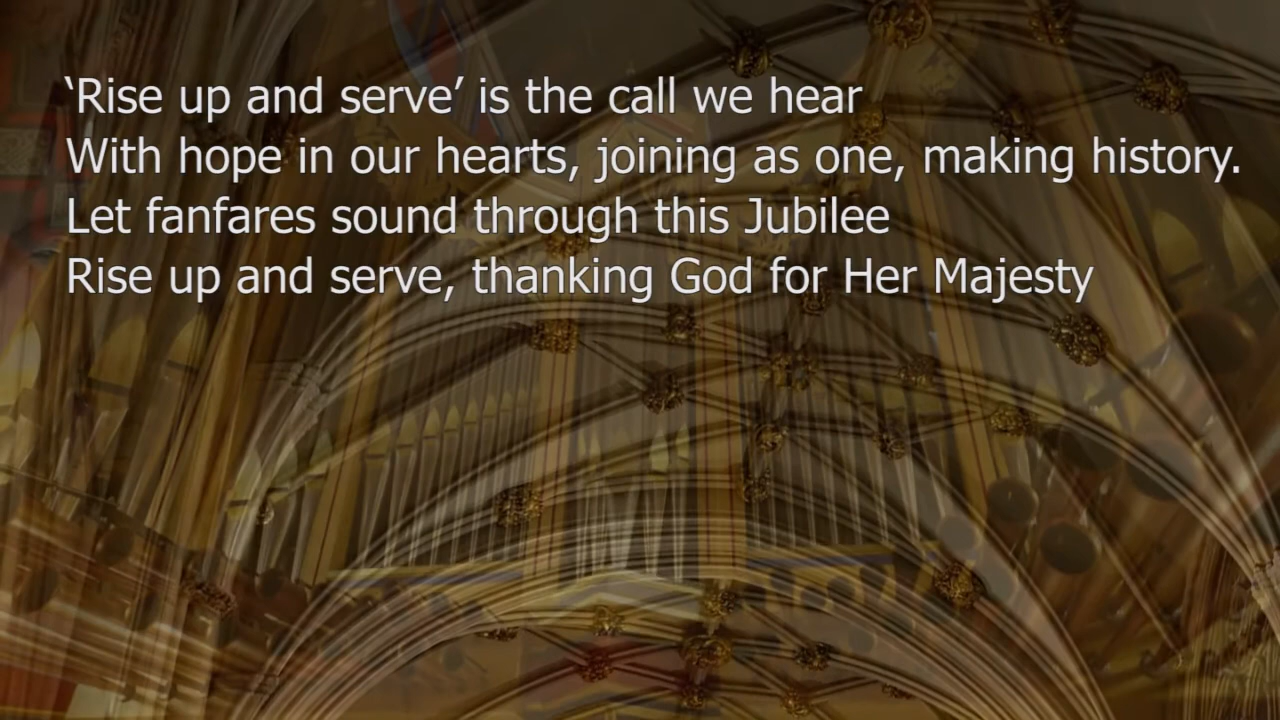 ‘Rise up and serve’ is the call we hear
With hope in our hearts, joining as one, making history.
Let fanfares sound through this Jubilee
Rise up and serve, thanking God for Her Majesty